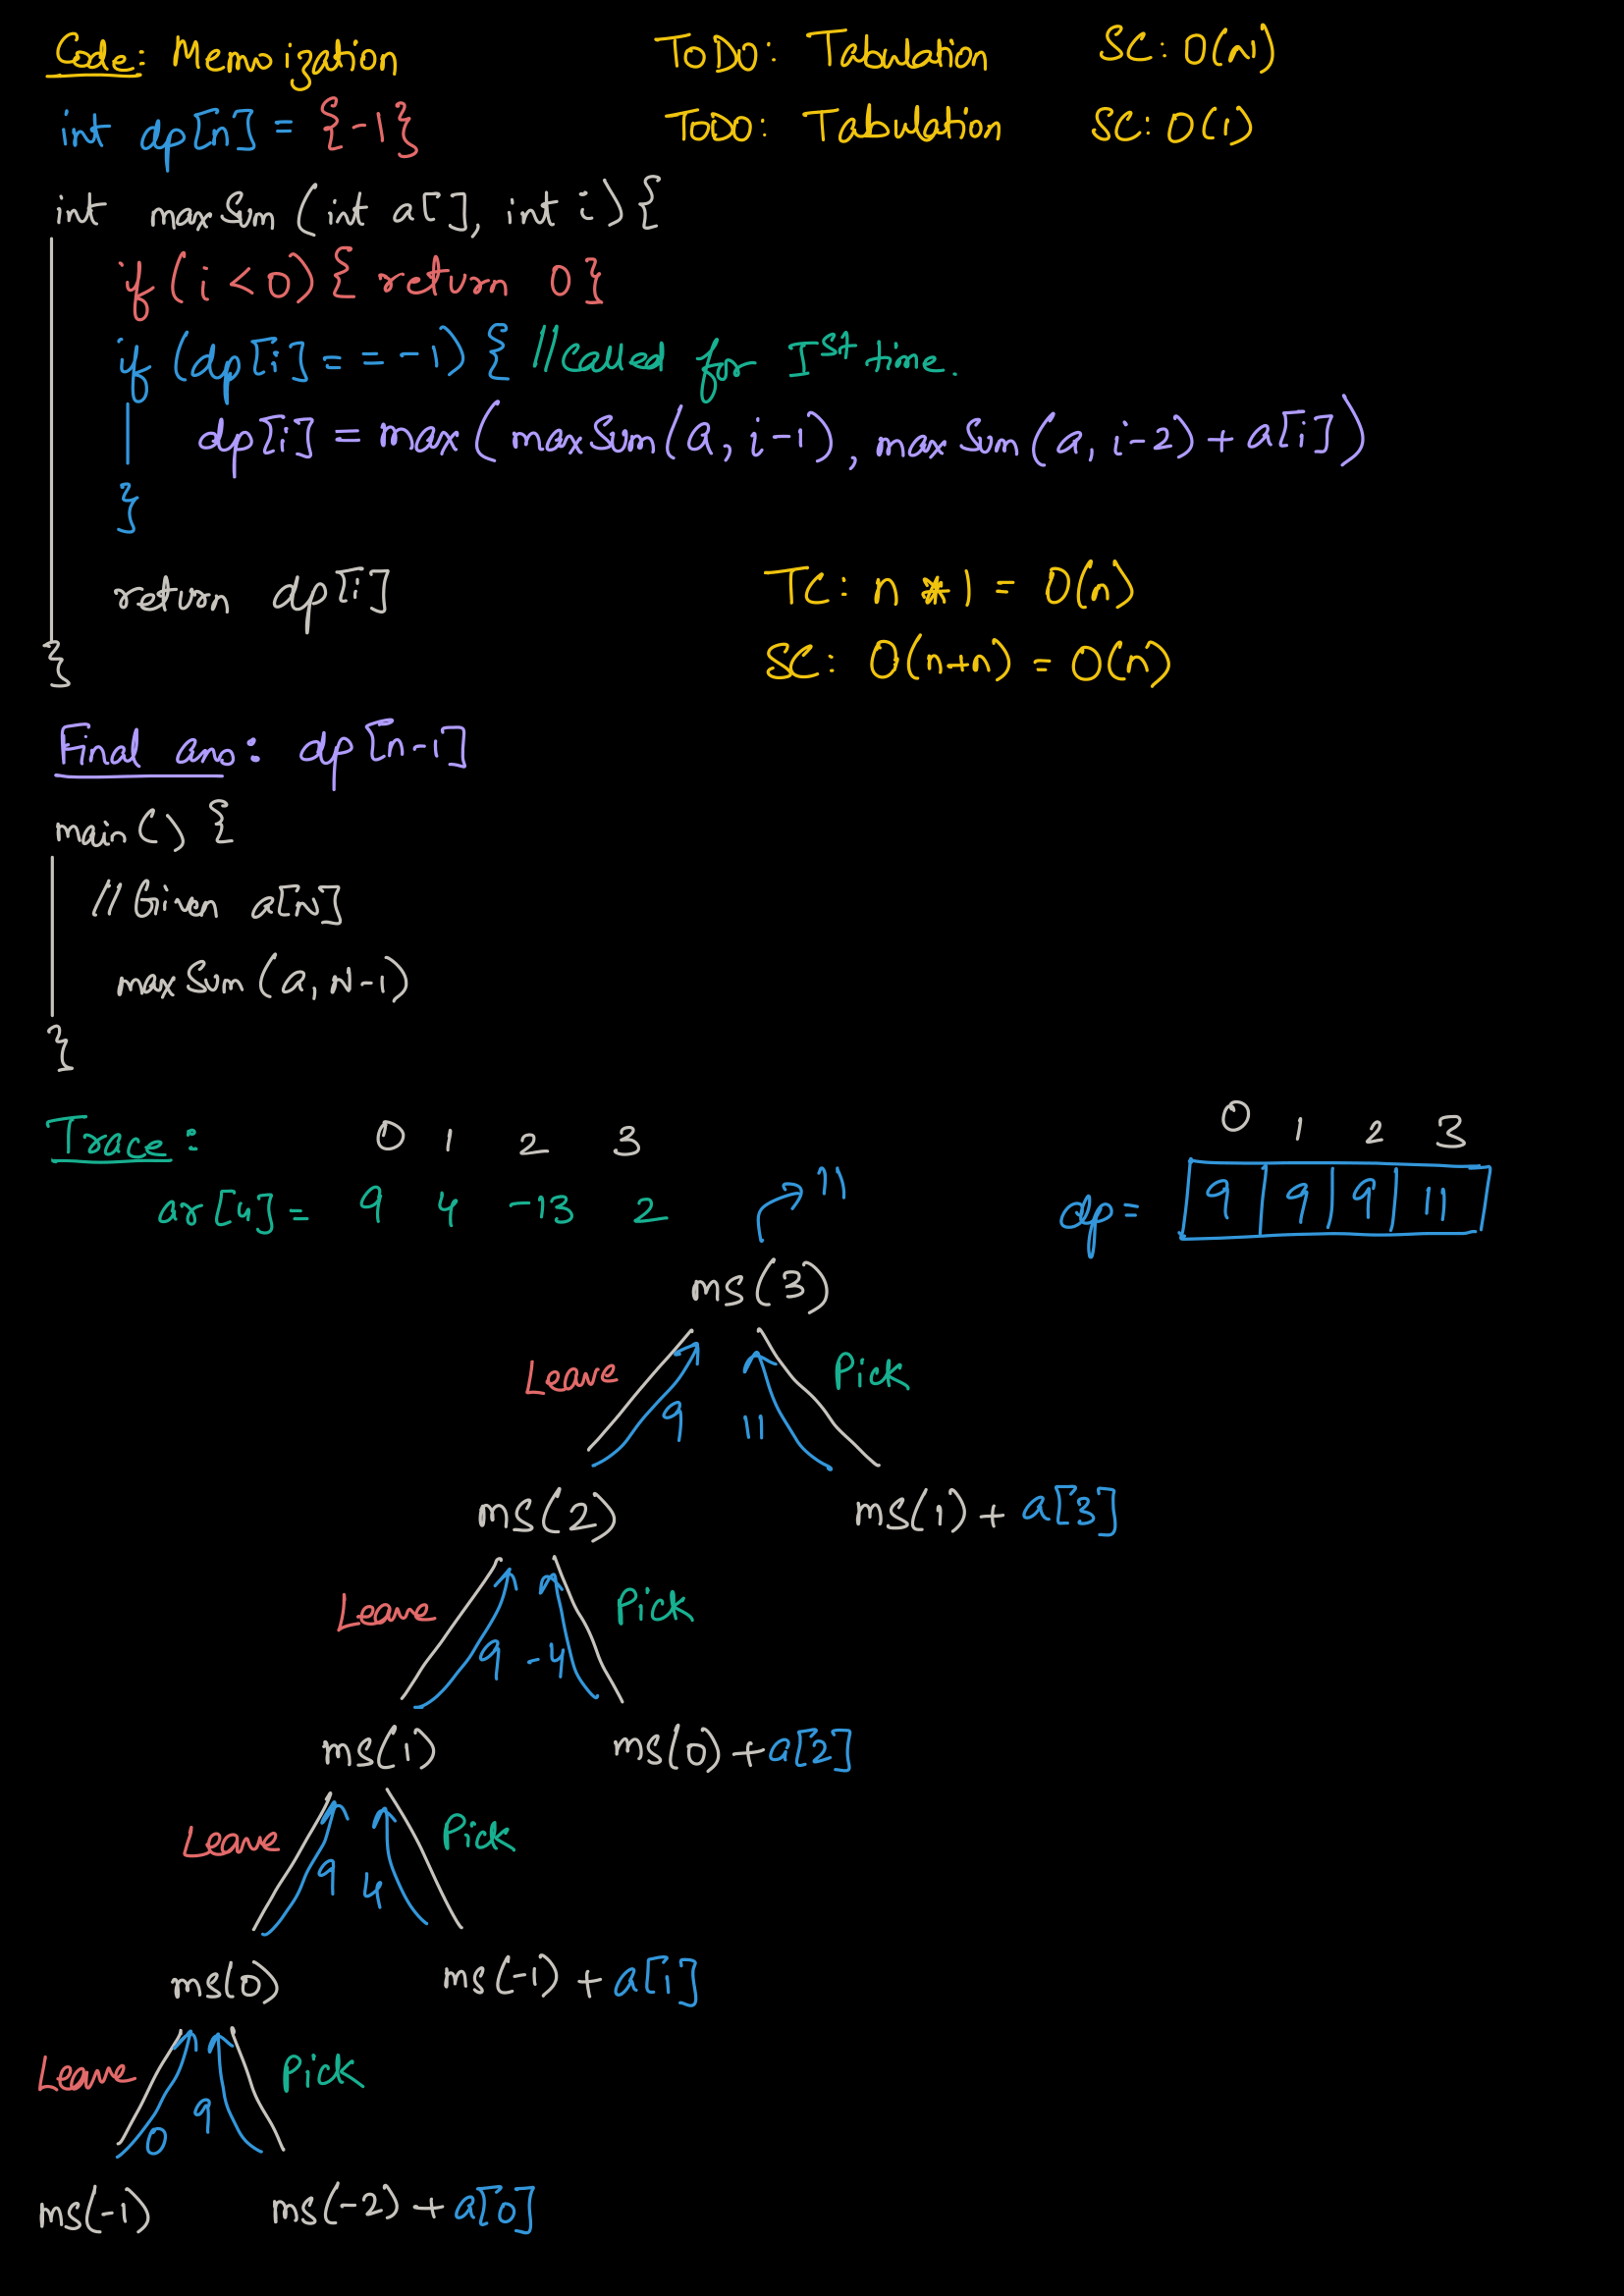 Code: Memoization
ToDo: Tabulation SC: O(N)
int dp[n] = {-1}
ToDo: Tabulation SC: O(1)
int maxSum (int a[], int i) {
if (i < 0) { return 0 }
if (dp[i] == -1) { //Called for Ist time.
dp[i] = max( maxSum(a, i-1), maxSum(a, i-2) + a[i])
}
return dp[i]
}
TC: n * 1 = O(n)
SC: O(n+n) = O(n)
Final ans: dp[n-1]
main() {
//Given a[N]
maxSum (a, N-1)
}
Trace:
0 1 2 3
ar[4] = 9 4 -13 2
0 1 2 3
dp = 9 9 9 11
11
ms(3)
Leave 9 11 Pick
ms(2) ms(1) + a[3]
Leave 9 -4 Pick
ms(1) ms(0) + a[2]
Leave 9 4 Pick
ms(0) ms(-1) + a[1]
Leave 0 9 Pick
ms(-1) ms(-2) + a[0]